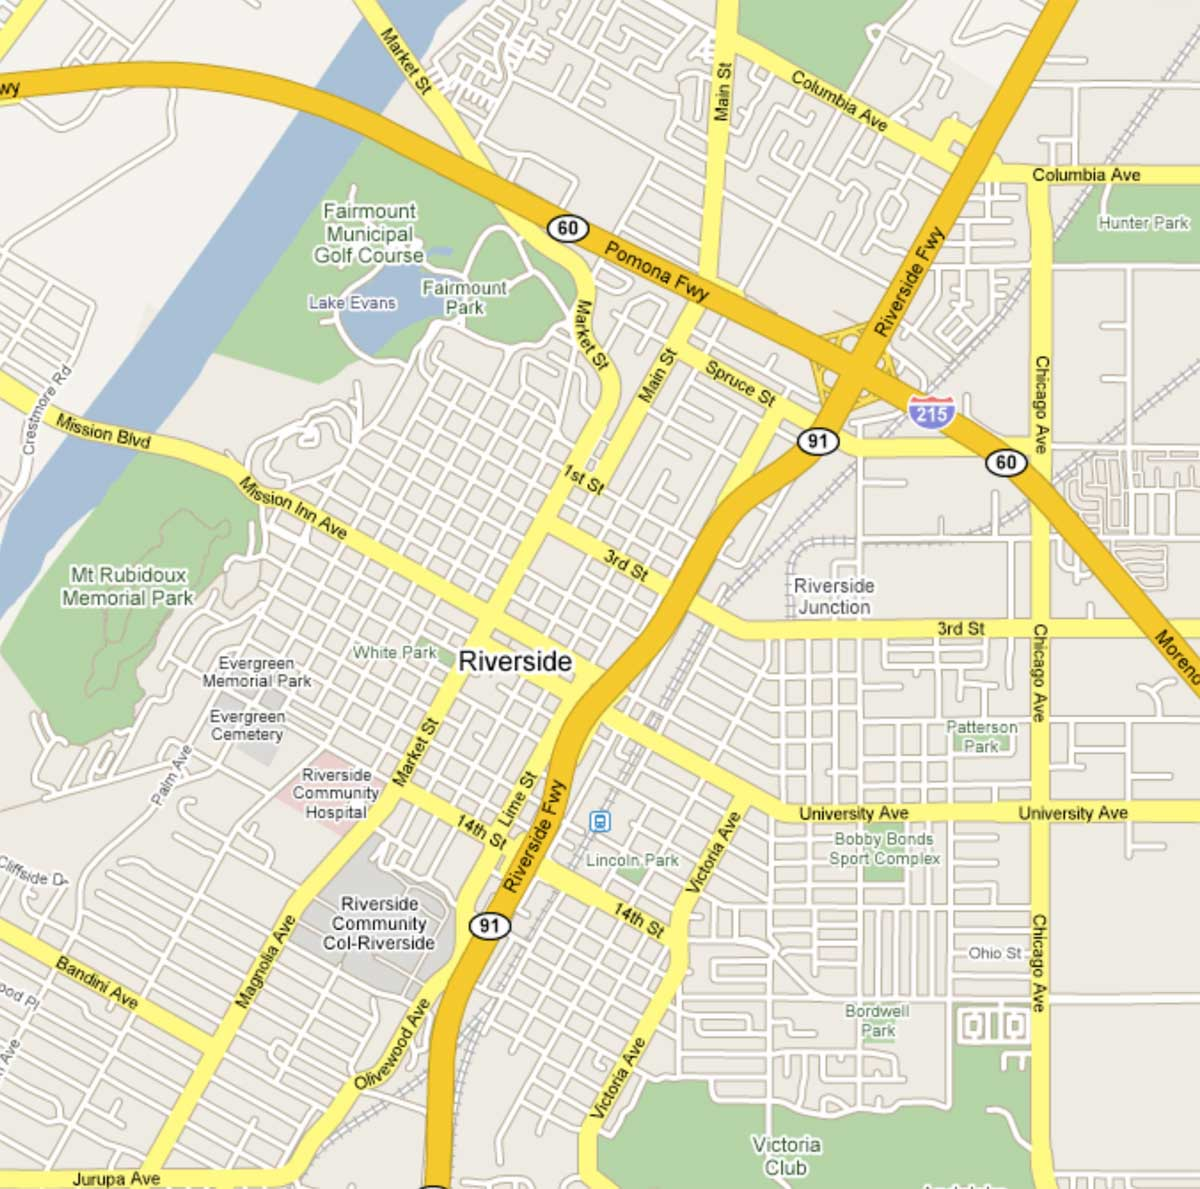 Market St
Main St
Columbia Ave
wy
Columbia Ave
Hunter Park
Fairmount
Municipal
Golf Course
60
Pomona Fwy
Riverside Fwy
Lake Evans
Fairmount
Park
Market St
Main St
Spruce St
Chicago Ave
Crestmore Rd
215
Mission Blvd
91
60
Mission Inn Ave
1st St
3rd St
Mt Rubidoux
Memorial Park
Riverside
Junction
3rd St
Chicago Ave
Moreno
White Park
Riverside
Evergreen
Memorial Park
Evergreen
Cemetery
Patterson
Park
Market St
Palm Ave
Riverside
Community
Hospital
Lime St
Riverside Fwy
14th St
University Ave
University Ave
Victoria Ave
Bobby Bonds
Sport Complex
Lincoln Park
Cliffside Dr
Riverside
Community
Col-Riverside
91
14th St
Magnolia Ave
Chicago Ave
Ohio St
Bandini Ave
ood Pl
Bordwell
Park
Olivewood Ave
Ave
Victoria Ave
Victoria
Club
Jurupa Ave